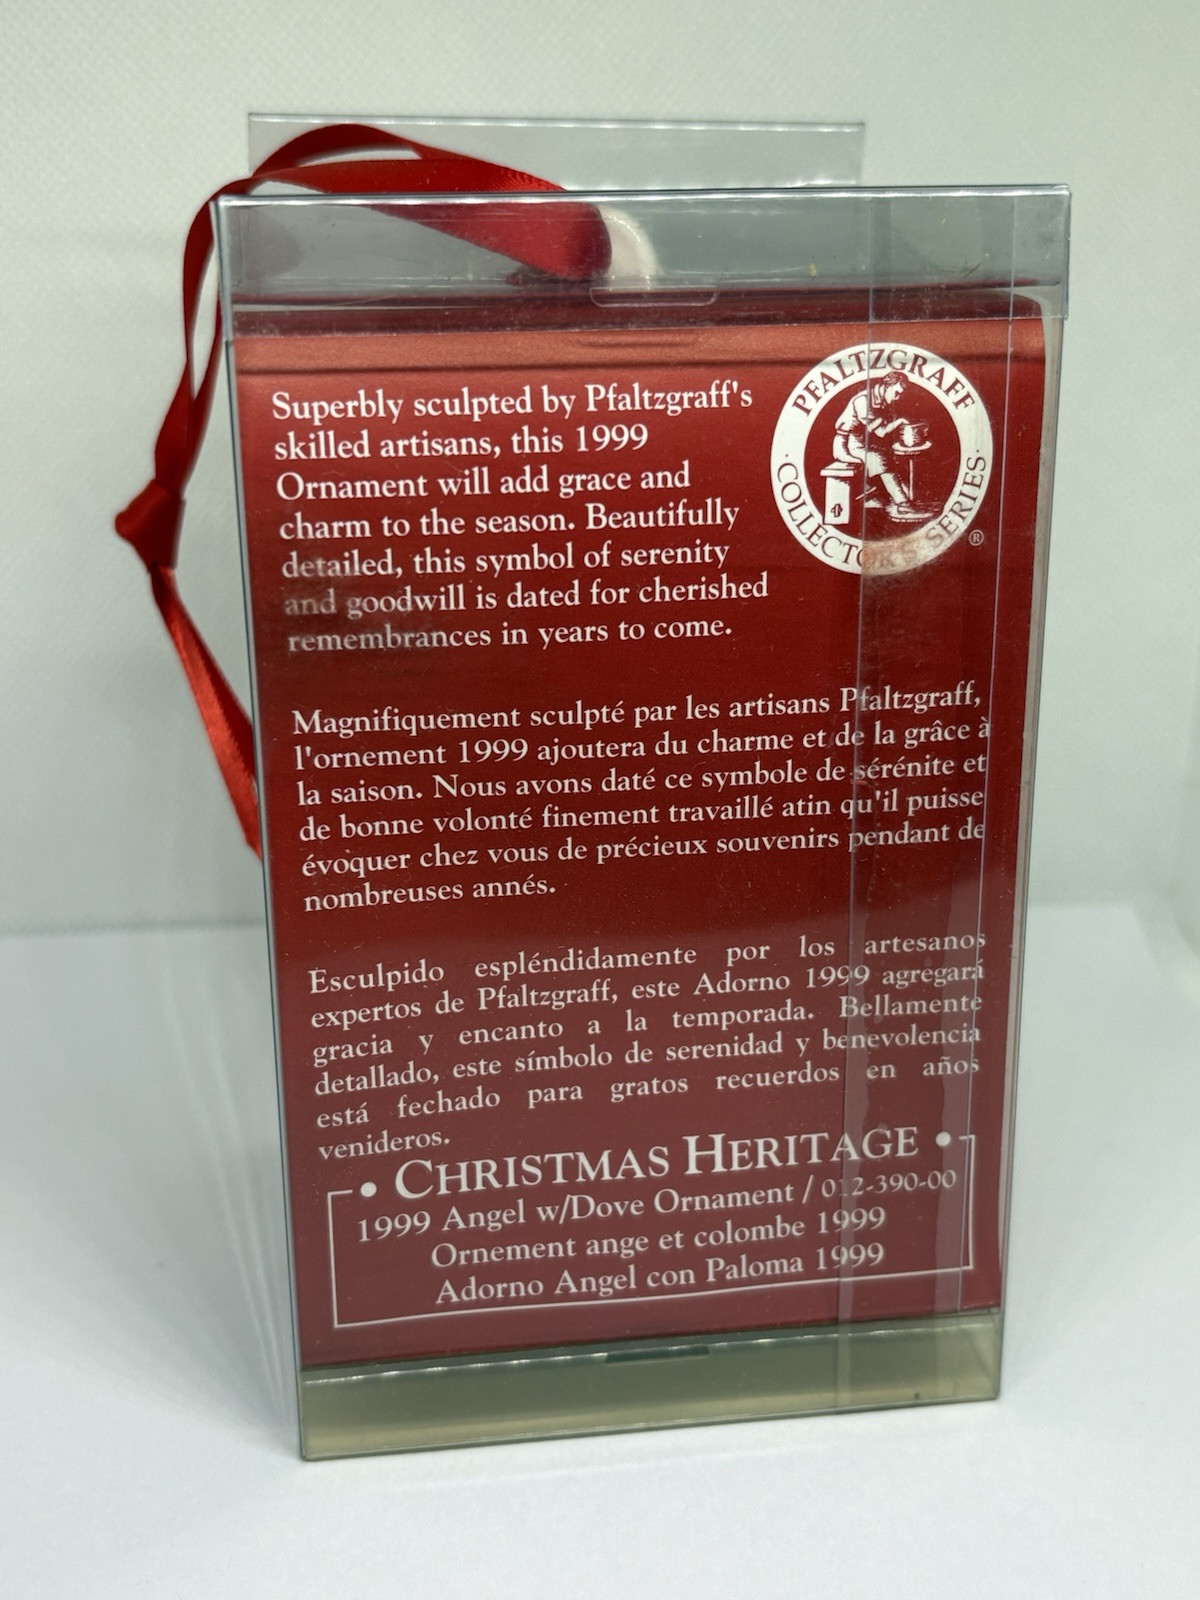 Superbly sculpted by Pfaltzgraff's
skilled artisans, this 1999
Ornament will add grace and
charm to the season. Beautifully
detailed, this symbol of serenity
and goodwill is dated for cherished
remembrances in years to come.
PFALTZGRAFF
· COLLECTOR'S SERIES ·
®
Magnifiquement sculpté par les artisans Pfaltzgraff,
l'ornement 1999 ajoutera du charme et de la grâce à
la saison. Nous avons daté ce symbole de sérénite et
de bonne volonté finement travaillé atin qu'il puisse
évoquer chez vous de précieux souvenirs pendant de
nombreuses annés.
Esculpido espléndidamente por los artesanos
expertos de Pfaltzgraff, este Adorno 1999 agregará
gracia y encanto a la temporada. Bellamente
detallado, este símbolo de serenidad y benevolencia
está fechado para gratos recuerdos en años
venideros.
• CHRISTMAS HERITAGE •
1999 Angel w/Dove Ornament / 012-390-00
Ornement ange et colombe 1999
Adorno Angel con Paloma 1999